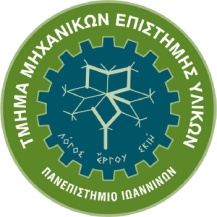 ΤΜΗΜΑ ΜΗΧΑΝΙΚΩΝ ΕΠΙΣΤΗΜΗΣ ΥΛΙΚΩΝ
ΛΟΓΟΣ ΕΡΓΟΥ ΣΚΙΗ
ΠΑΝΕΠΙΣΤΗΜΙΟ ΙΩΑΝΝΙΝΩΝ